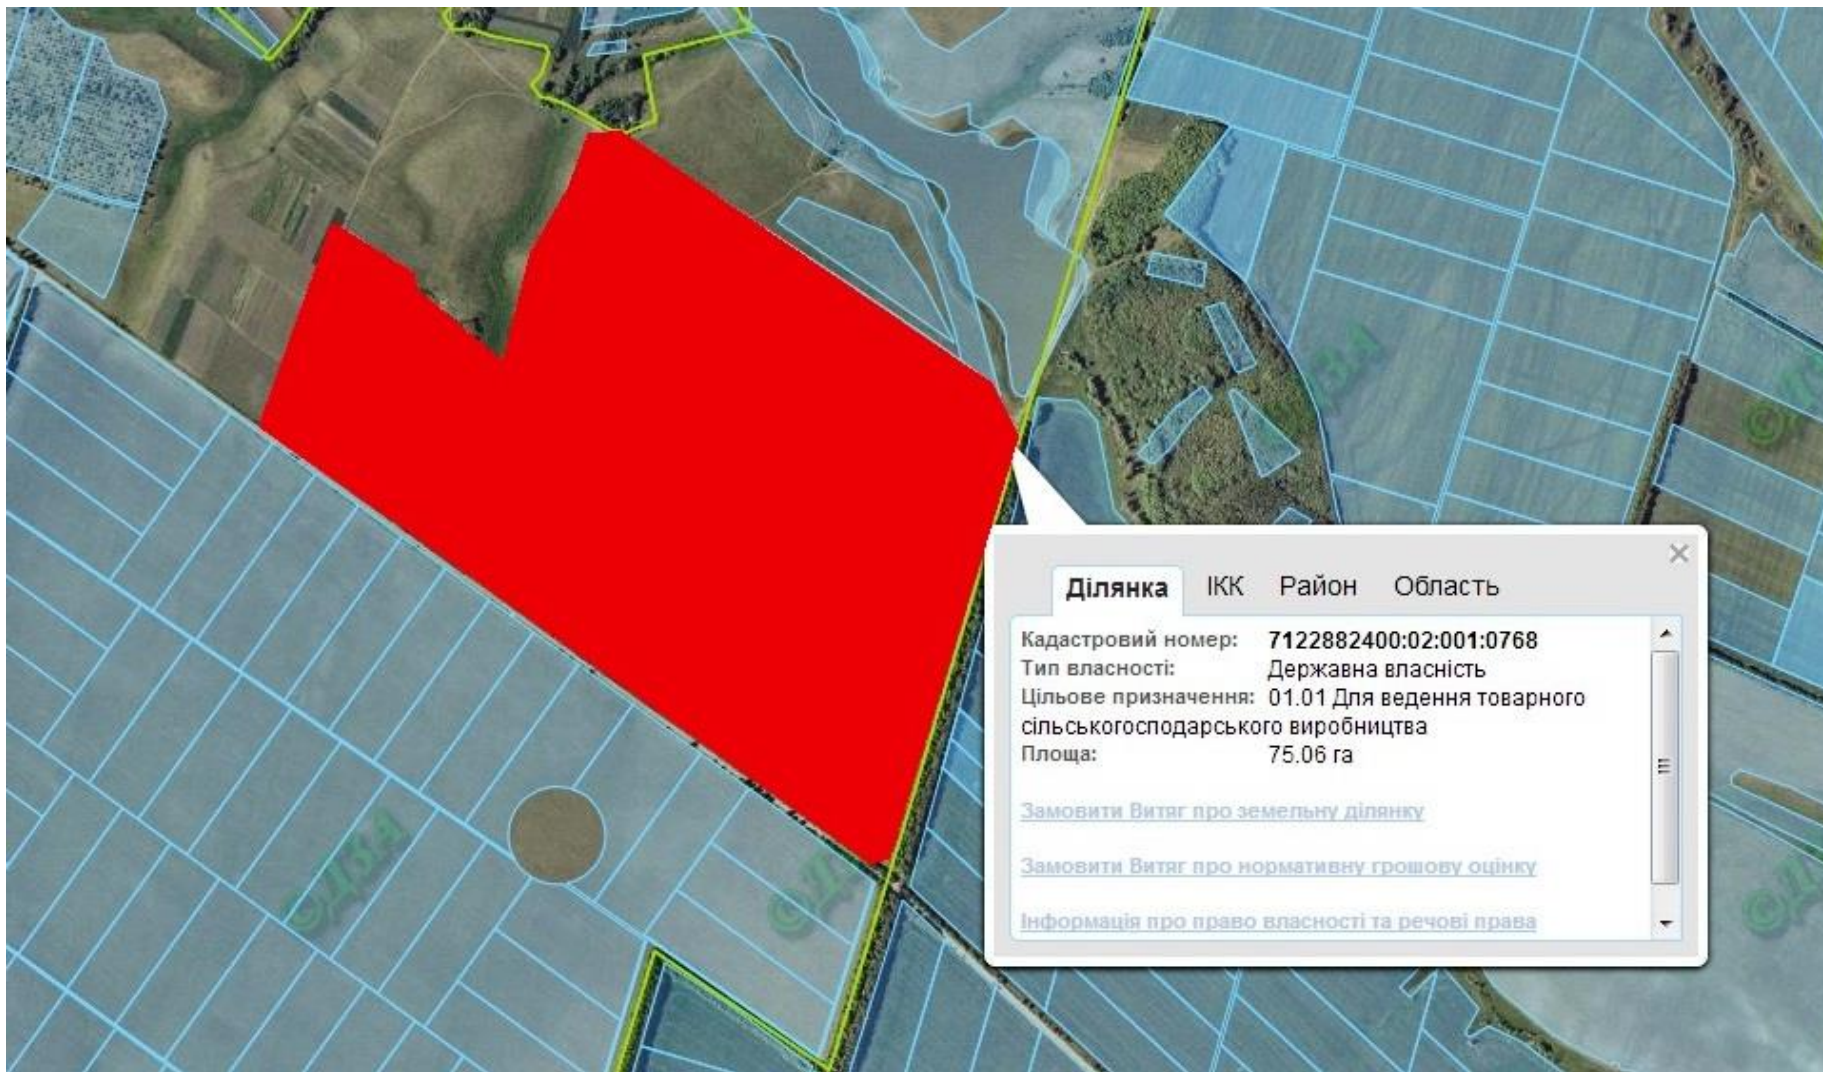 Ділянка ІКК Район Область
Кадастровий номер: 7122882400:02:001:0768
Тип власності: Державна власність
Цільове призначення: 01.01 Для ведення товарного
сільськогосподарського виробництва
Площа: 75.06 га
Замовити Витяг про земельну ділянку
Замовити Витяг про нормативну грошову оцінку
Інформація про право власності та речові права
©ДЗА
©ДЗА